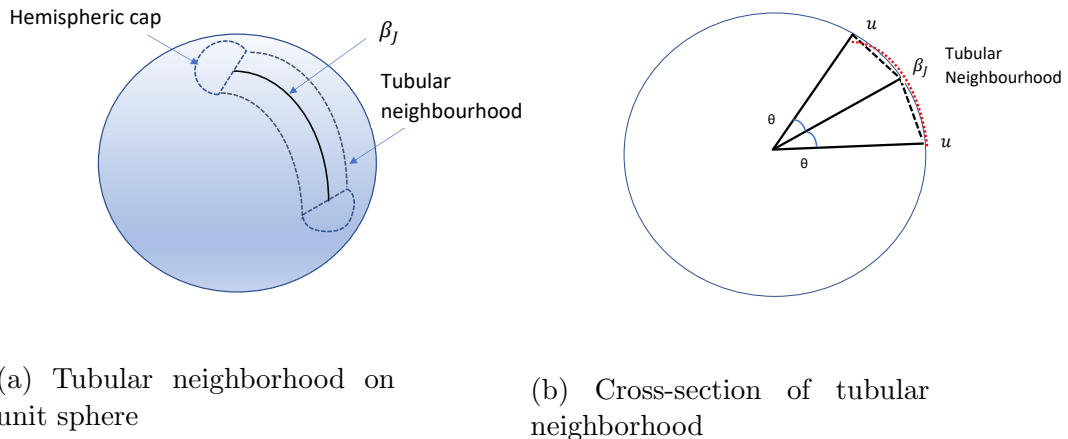 Hemispheric cap
β_J
Tubular
neighbourhood
u
Tubular
Neighbourhood
β_J
θ
u
θ
(a) Tubular neighborhood on
unit sphere
(b) Cross-section of tubular
neighborhood